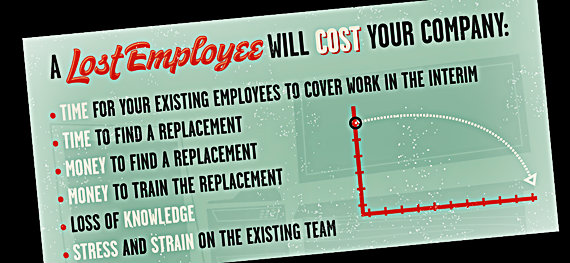 A Lost Employee WILL COST YOUR COMPANY:
• TIME FOR YOUR EXISTING EMPLOYEES TO COVER WORK IN THE INTERIM
• TIME TO FIND A REPLACEMENT
• MONEY TO FIND A REPLACEMENT
• MONEY TO TRAIN THE REPLACEMENT
• LOSS OF KNOWLEDGE
• STRESS AND STRAIN ON THE EXISTING TEAM